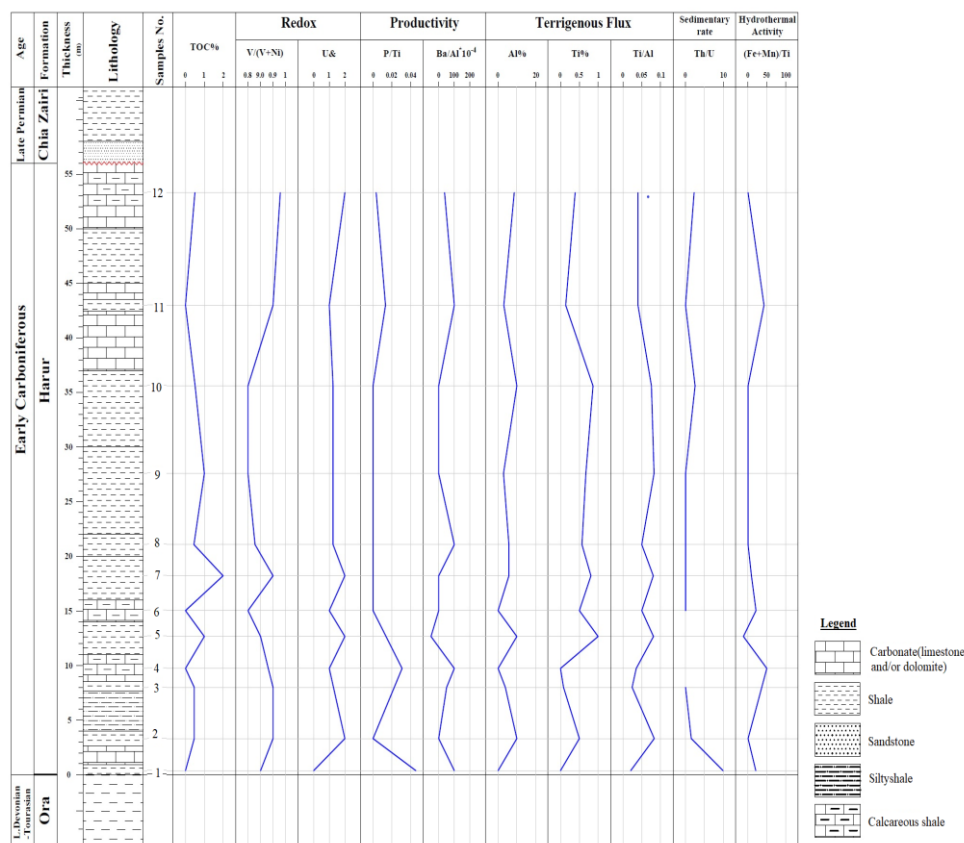 Age
Formation
Thickness
(m)
Lithology
Samples No.
TOC%
0 1 2
Redox
V/(V+Ni)
0.8 9.0 0.9 1
U&
0 1 2
Productivity
P/Ti
0 0.02 0.04
Ba/Al*10-4
0 100 200
Terrigenous Flux
Al%
0 20
Ti%
0 0.5 1
Ti/Al
0 0.05 0.1
Sedimentary
rate
Th/U
0 10 20
Hydrothermal
Activity
(Fe+Mn)/Ti
0 50 100
Late Permian
Chia Zairi
Early Carboniferous
Harur
L.Devonian
-Tourasian
Ora
55
50
45
40
35
30
25
20
15
10
5
0
12
11
10
9
8
7
6
5
4
3
2
1
Legend
Carbonate(limestone
and/or dolomite)
Shale
Sandstone
Siltyshale
Calcareous shale